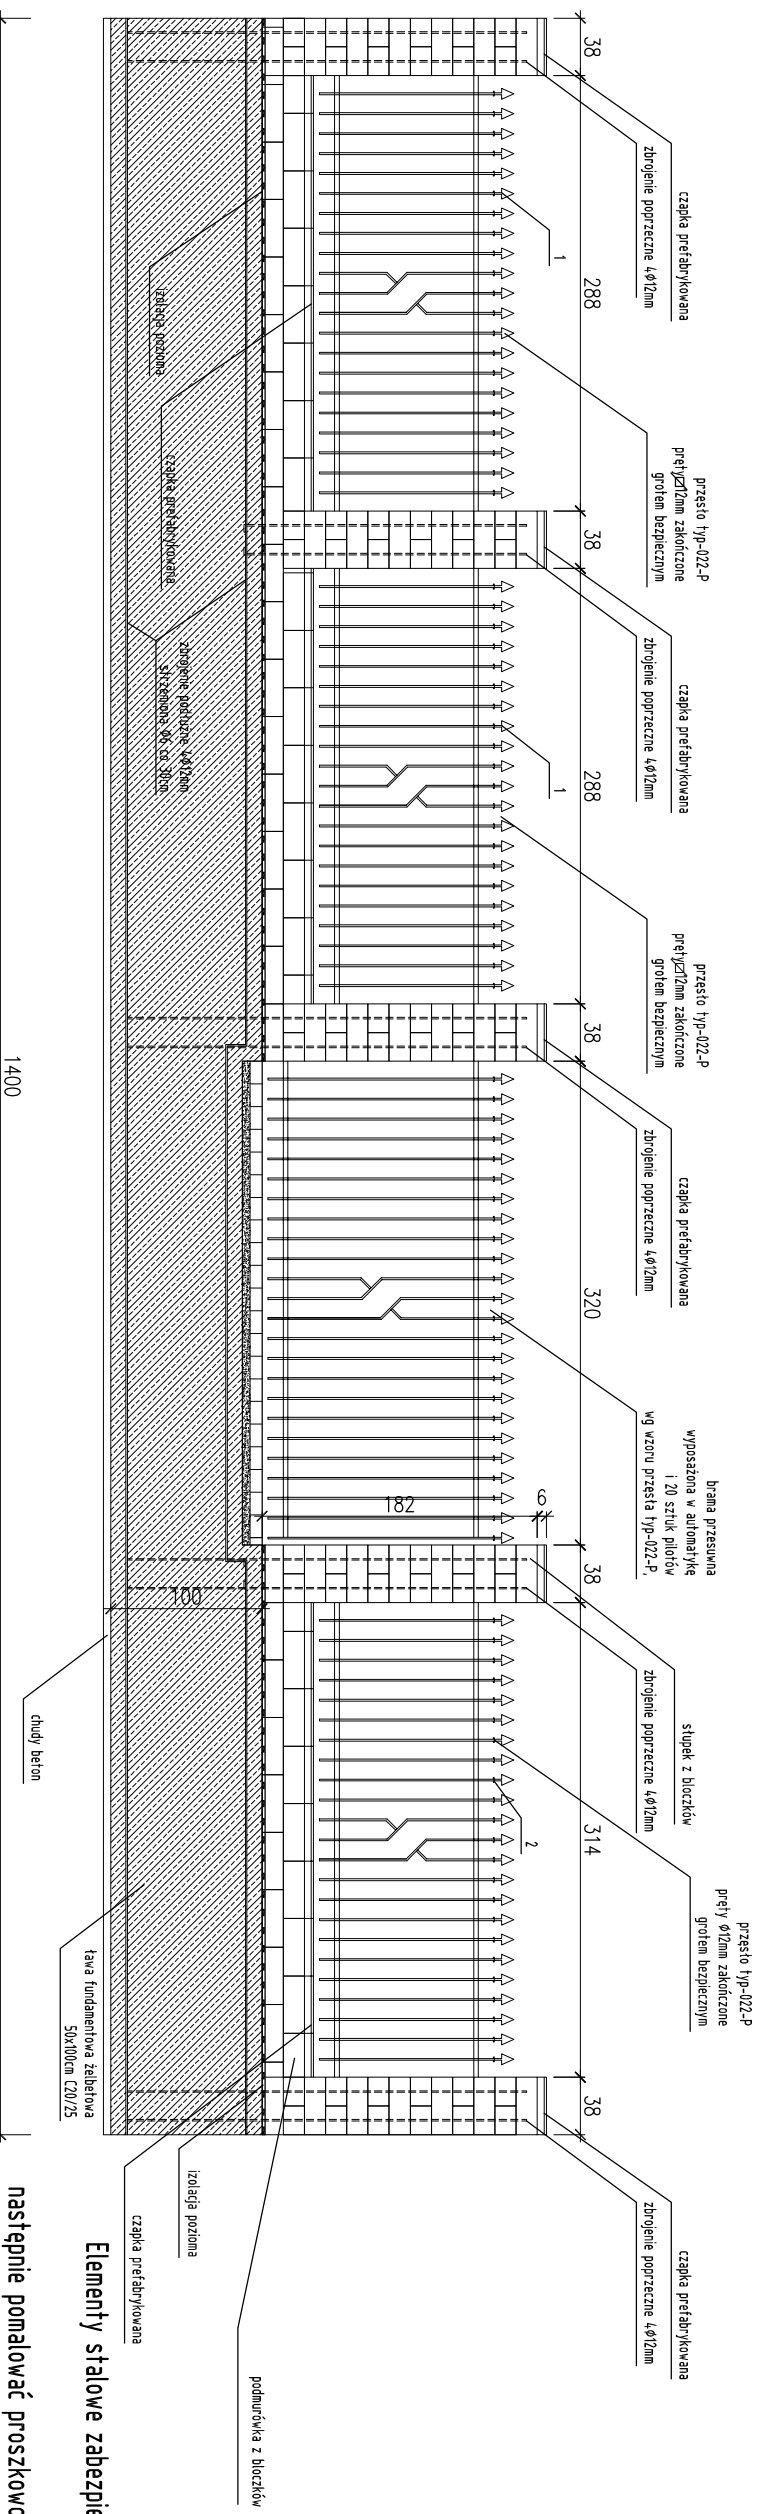 38
czapka prefabrykowana
zbrojenie poprzeczne 4Ø12mm
1
288
przęsło typ-022-P
pręty□12mm zakończone
grotem bezpiecznym
38
czapka prefabrykowana
zbrojenie poprzeczne 4Ø12mm
1
288
przęsło typ-022-P
pręty□12mm zakończone
grotem bezpiecznym
38
czapka prefabrykowana
zbrojenie poprzeczne 4Ø12mm
320
brama przesuwna
wyposażona w automatykę
i 20 sztuk pilotów
wg wzoru przęsła typ-022-P,
6
182
38
słupek z bloczków
zbrojenie poprzeczne 4Ø12mm
2
314
przęsło typ-022-P
pręty Ø12mm zakończone
grotem bezpiecznym
38
czapka prefabrykowana
zbrojenie poprzeczne 4Ø12mm
izolacja pozioma
czapka prefabrykowana
zbrojenie podłużne 4Ø12mm
strzemiona Ø6 co 30cm
100
chudy beton
ława fundamentowa żelbetowa
50x100cm C20/25
izolacja pozioma
czapka prefabrykowana
podmurówka z bloczków
1400
Elementy stalowe zabezpie
następnie pomalować proszkowo